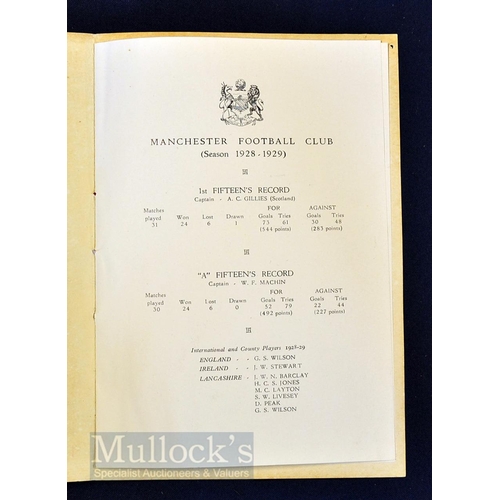 MANCHESTER FOOTBALL CLUB
(Season 1928-1929)
1st FIFTEEN'S RECORD
Captain - A. C. GILLIES (Scotland)
Matches played Won Lost Drawn FOR Goals Tries AGAINST Goals Tries
31 24 6 1 73 61 30 48
(544 points) (285 points)
"A" FIFTEEN'S RECORD
Captain - W. F. MACHIN
Matches played Won Lost Drawn FOR Goals Tries AGAINST Goals Tries
30 24 6 0 52 79 22 44
(492 points) (227 points)
International and County Players 1928-29
ENGLAND - - G. S. WILSON
IRELAND - - J. W. STEWART
LANCASHIRE - J. W. N. BARCLAY
H. C. S. JONES
M. C. LAYTON
S. W. LIVESEY
D. PEAK
G. S. WILSON
Mullock's
Specialist Auctioneers & Valuers